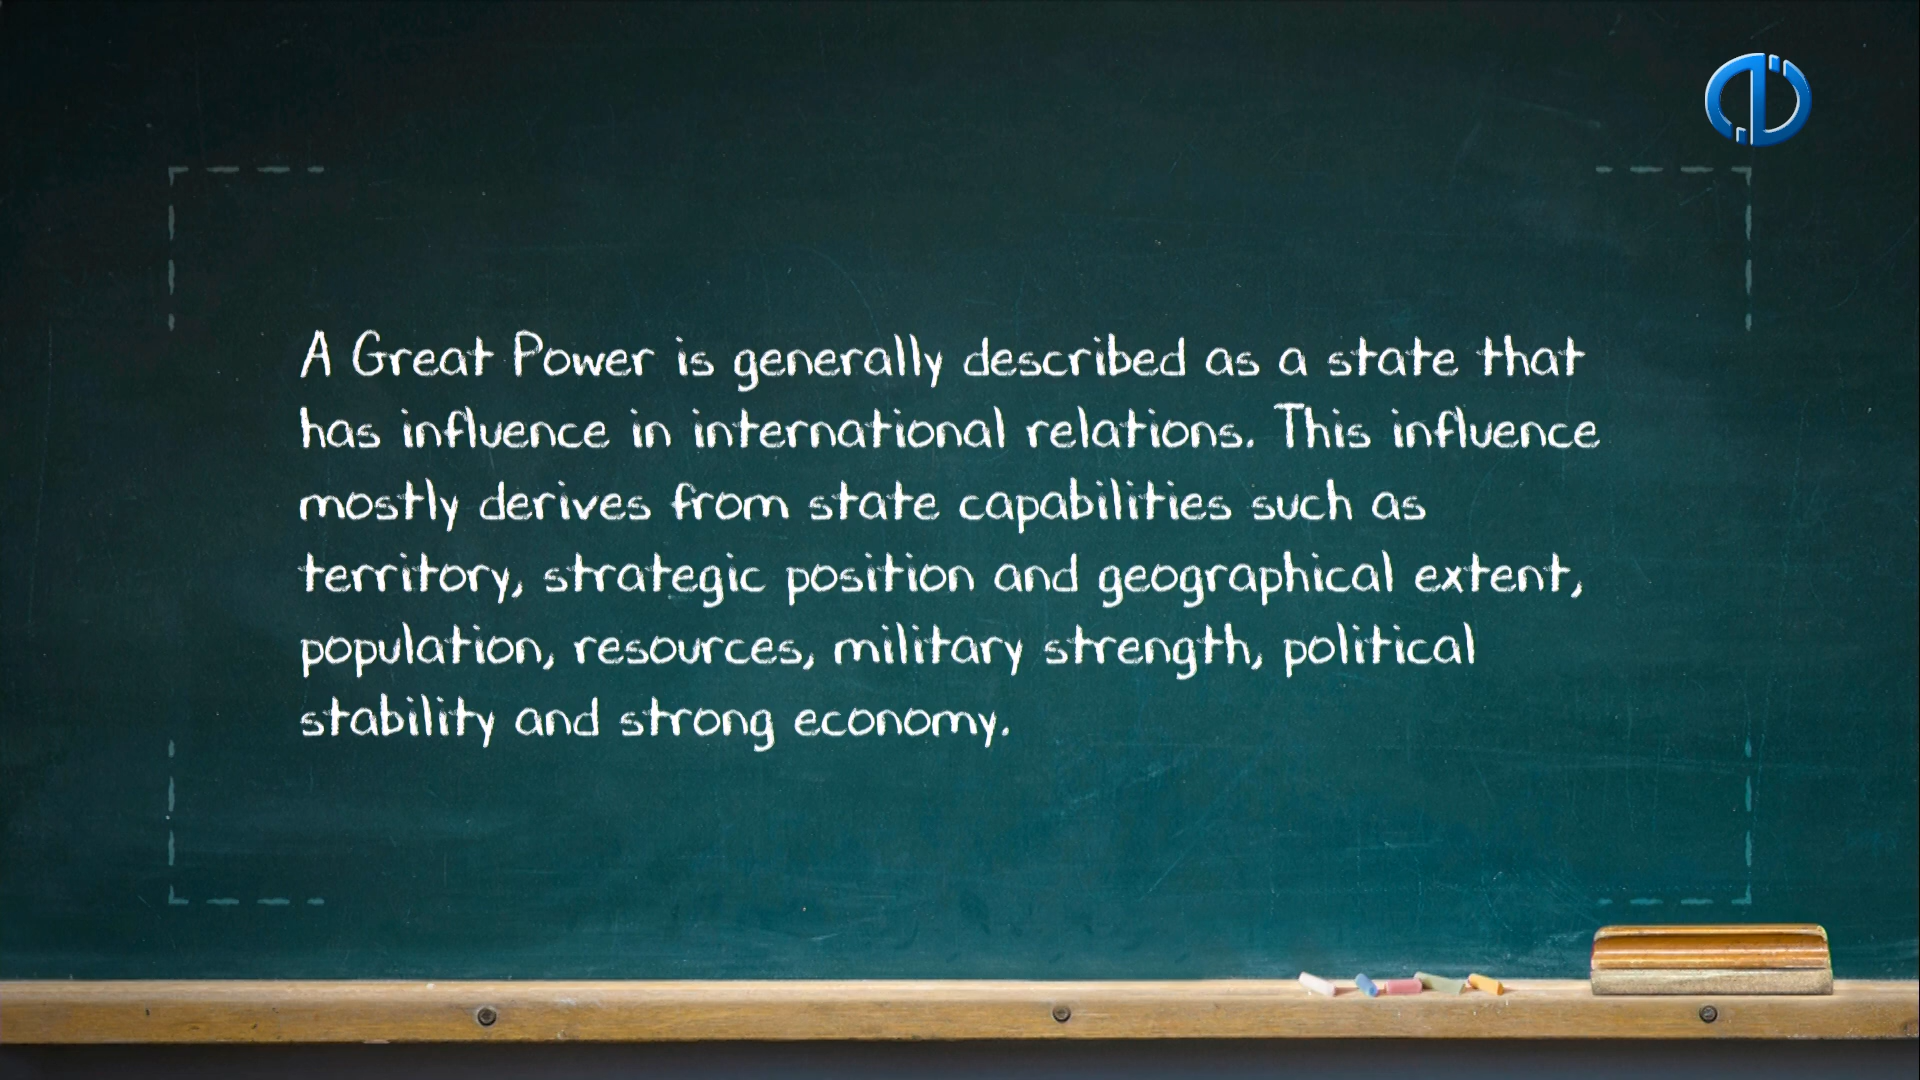 A Great Power is generally described as a state that
has influence in international relations. This influence
mostly derives from state capabilities such as
territory, strategic position and geographical extent,
population, resources, military strength, political
stability and strong economy.